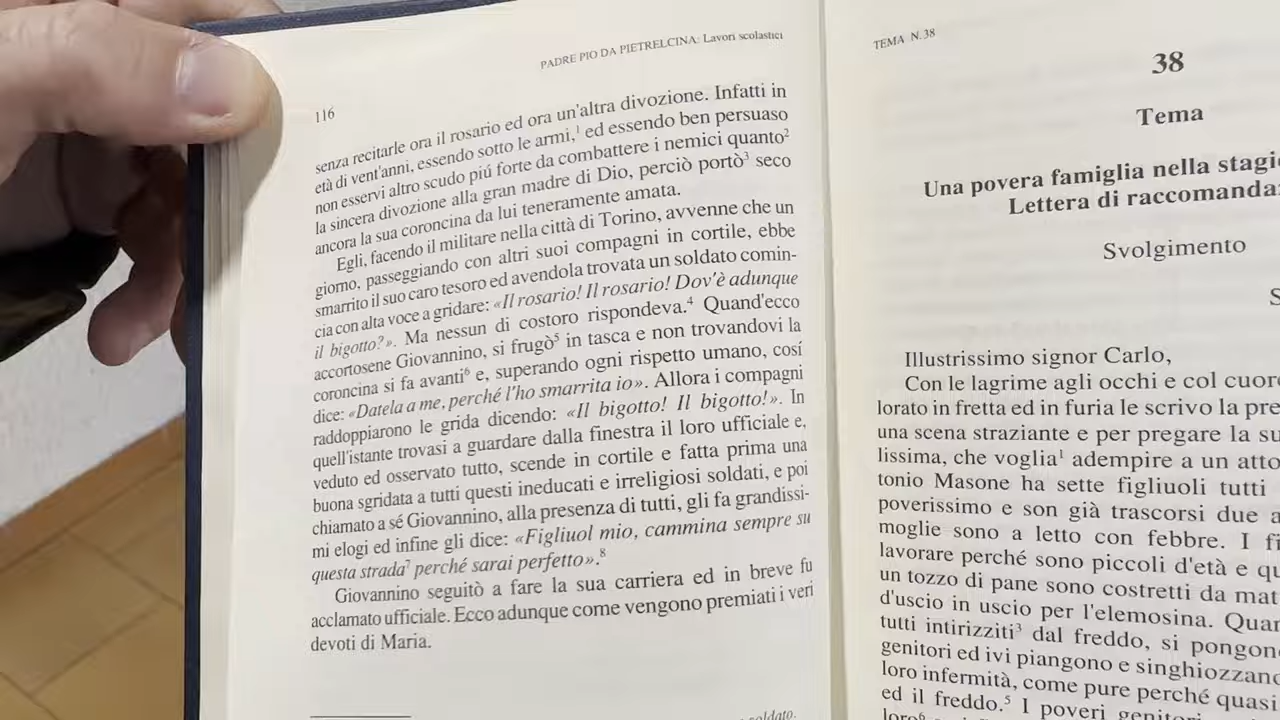 PADRE PIO DA PIETRELCINA: Lavori scolastici
116
senza recitarle ora il rosario ed ora un'altra divozione. Infatti in
età di vent'anni, essendo sotto le armi,¹ ed essendo ben persuaso
non esservi altro scudo piú forte da combattere i nemici quanto²
la sincera divozione alla gran madre di Dio, perciò portò³ seco
ancora la sua coroncina da lui teneramente amata.
Egli, facendo il militare nella città di Torino, avvenne che un
giorno, passeggiando con altri suoi compagni in cortile, ebbe
smarrito il suo caro tesoro ed avendola trovata un soldato comin-
cia con alta voce a gridare: «Il rosario! Il rosario! Dov'è adunque
il bigotto?». Ma nessun di costoro rispondeva.⁴ Quand'ecco
accortosene Giovannino, si frugò⁵ in tasca e non trovandovi la
coroncina si fa avanti⁶ e, superando ogni rispetto umano, cosí
dice: «Datela a me, perché l'ho smarrita io». Allora i compagni
raddoppiarono le grida dicendo: «Il bigotto! Il bigotto!». In
quell'istante trovasi a guardare dalla finestra il loro ufficiale e,
veduto ed osservato tutto, scende in cortile e fatta prima una
buona sgridata a tutti questi ineducati e irreligiosi soldati, e poi
chiamato a sé Giovannino, alla presenza di tutti, gli fa grandissi-
mi elogi ed infine gli dice: «Figliuol mio, cammina sempre su
questa strada⁷ perché sarai perfetto».⁸
Giovannino seguitò a fare la sua carriera ed in breve fu
acclamato ufficiale. Ecco adunque come vengono premiati i veri
devoti di Maria.
soldato.
TEMA N.38
38
Tema
Una povera famiglia nella
Lettera di
Svolgimento
Illustrissimo signor Carlo,
Con le lagrime agli occhi e col
lorato in fretta ed in furia le scrivo la
una scena straziante e per pregare la
lissima, che voglia¹ adempire a un
tonio Masone ha sette figliuoli tutti
poverissimo e son già trascorsi due
moglie sono a letto con febbre. I
lavorare perché sono piccoli d'età e
un tozzo di pane sono costretti da
d'uscio in uscio per l'elemosina.
tutti intirizziti³ dal freddo, si
genitori ed ivi piangono e
loro infermità, come pure perché quasi
ed il freddo.⁵ I poveri
loro⁶